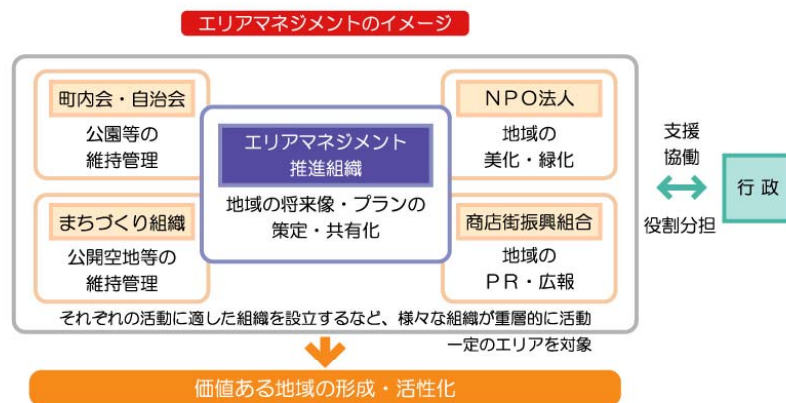 エリアマネジメントのイメージ
町内会・自治会
公園等の
維持管理
NPO法人
地域の
美化・緑化
エリアマネジメント
推進組織
地域の将来像・プランの
策定・共有化
まちづくり組織
公開空地等の
維持管理
商店街振興組合
地域の
PR・広報
それぞれの活動に適した組織を設立するなど、様々な組織が重層的に活動
一定のエリアを対象
支援
協働
役割分担
行政
価値ある地域の形成・活性化